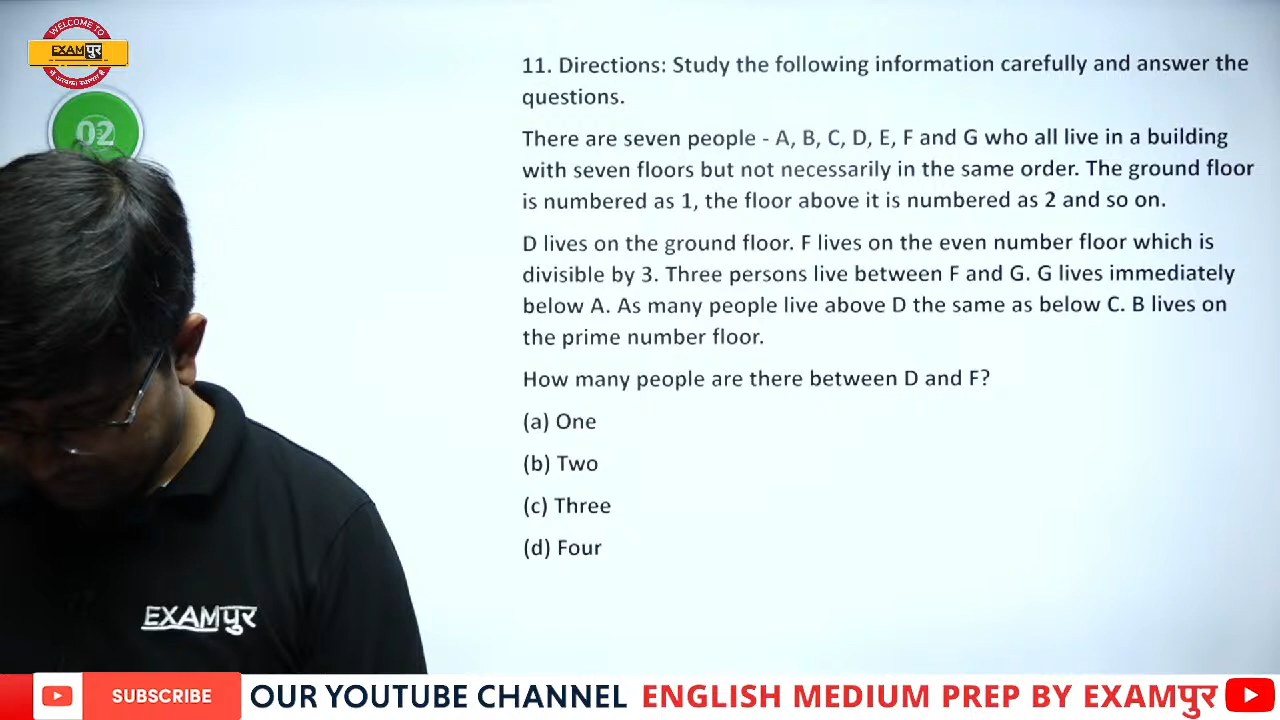 WELCOME TO
EXAMपुर
02
11. Directions: Study the following information carefully and answer the
questions.
There are seven people - A, B, C, D, E, F and G who all live in a building
with seven floors but not necessarily in the same order. The ground floor
is numbered as 1, the floor above it is numbered as 2 and so on.
D lives on the ground floor. F lives on the even number floor which is
divisible by 3. Three persons live between F and G. G lives immediately
below A. As many people live above D the same as below C. B lives on
the prime number floor.
How many people are there between D and F?
(a) One
(b) Two
(c) Three
(d) Four
EXAMपुर
SUBSCRIBE
OUR YOUTUBE CHANNEL ENGLISH MEDIUM PREP BY EXAMपुर